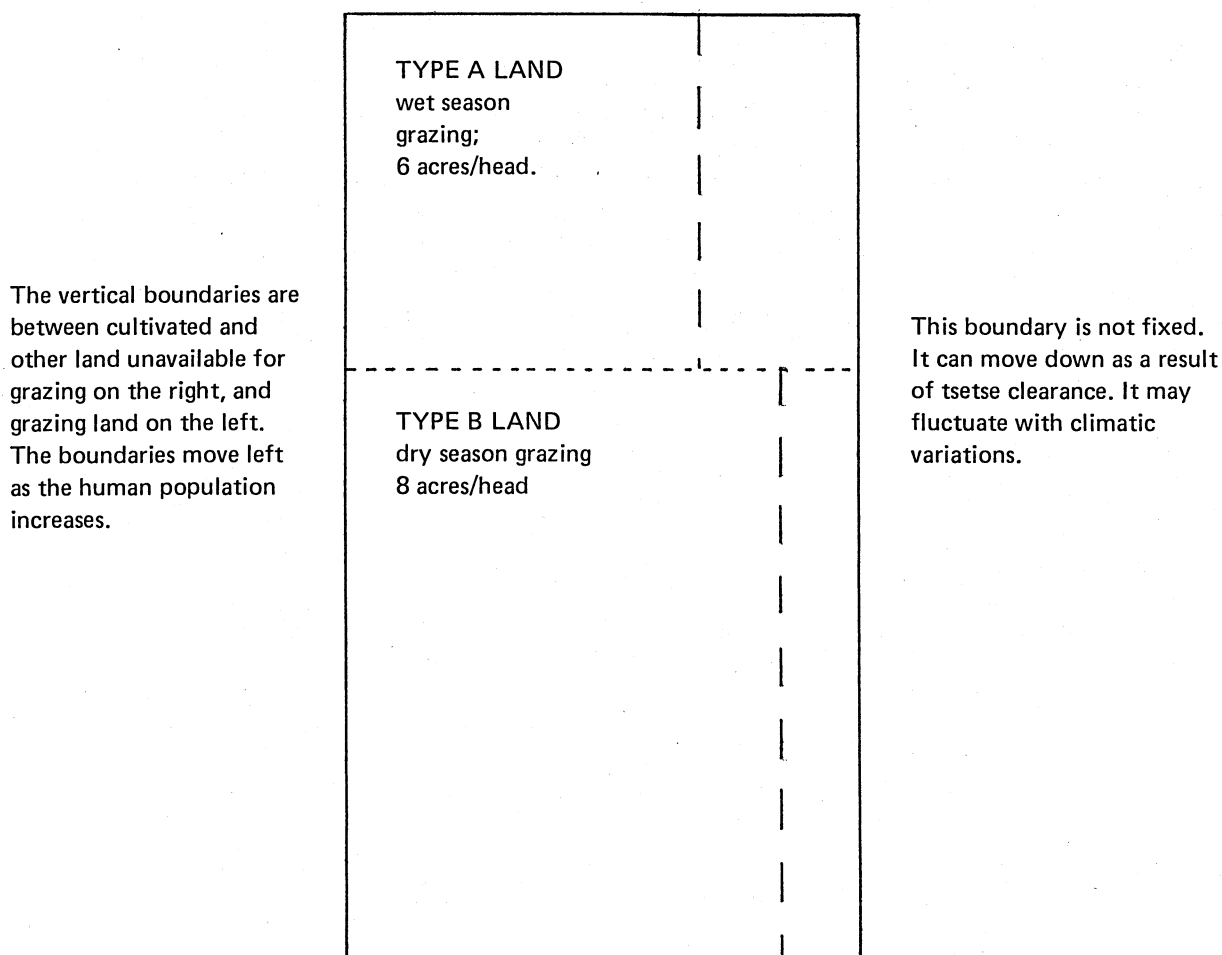 TYPE A LAND
wet season
grazing;
6 acres/head.
The vertical boundaries are
between cultivated and
other land unavailable for
grazing on the right, and
grazing land on the left.
The boundaries move left
as the human population
increases.
This boundary is not fixed.
It can move down as a result
of tsetse clearance. It may
fluctuate with climatic
variations.
TYPE B LAND
dry season grazing
8 acres/head